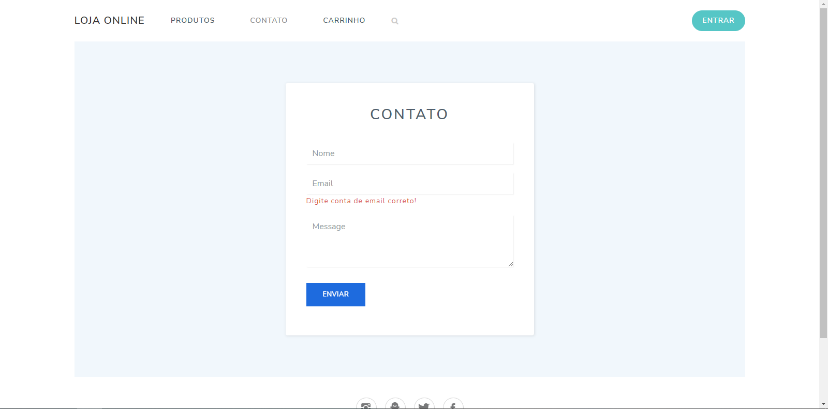 LOJA ONLINE PRODUTOS CONTATO CARRINHO ENTRAR
CONTATO
Nome
Email
Digite conta de email correto!
Message
ENVIAR